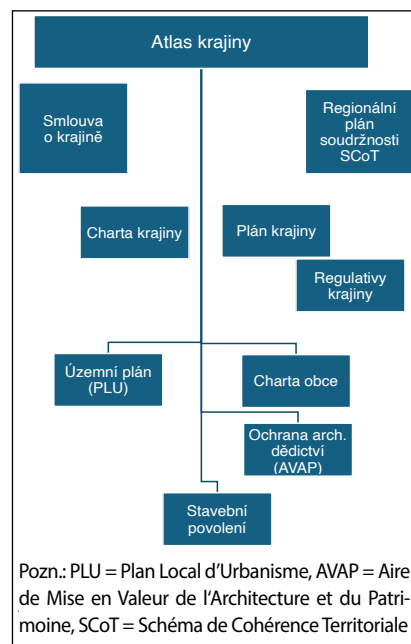 Atlas krajiny
Smlouva
o krajině
Regionální
plán
soudržnosti
SCoT
Charta krajiny
Plán krajiny
Regulativy
krajiny
Územní plán
(PLU)
Charta obce
Ochrana arch.
dědictví
(AVAP)
Stavební
povolení
Pozn.: PLU = Plan Local d’Urbanisme, AVAP = Aire
de Mise en Valeur de l’Architecture et du Patri-
moine, SCoT = Schéma de Cohérence Territoriale